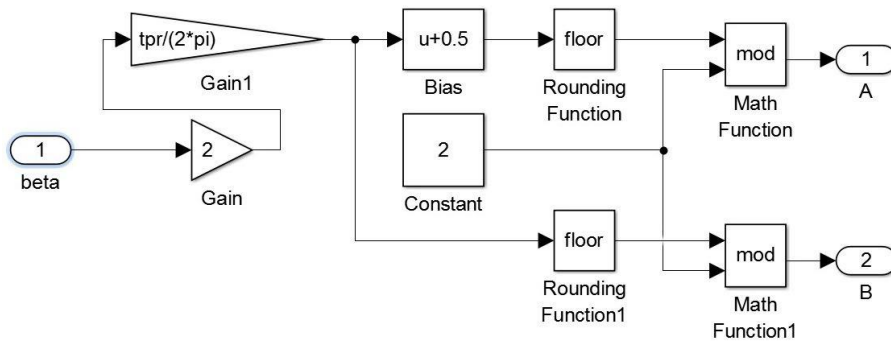 tpr/(2*pi)
Gain1
u+0.5
Bias
floor
Rounding
Function
mod
Math
Function
1
A
1
beta
2
Gain
2
Constant
floor
Rounding
Function1
mod
Math
Function1
2
B